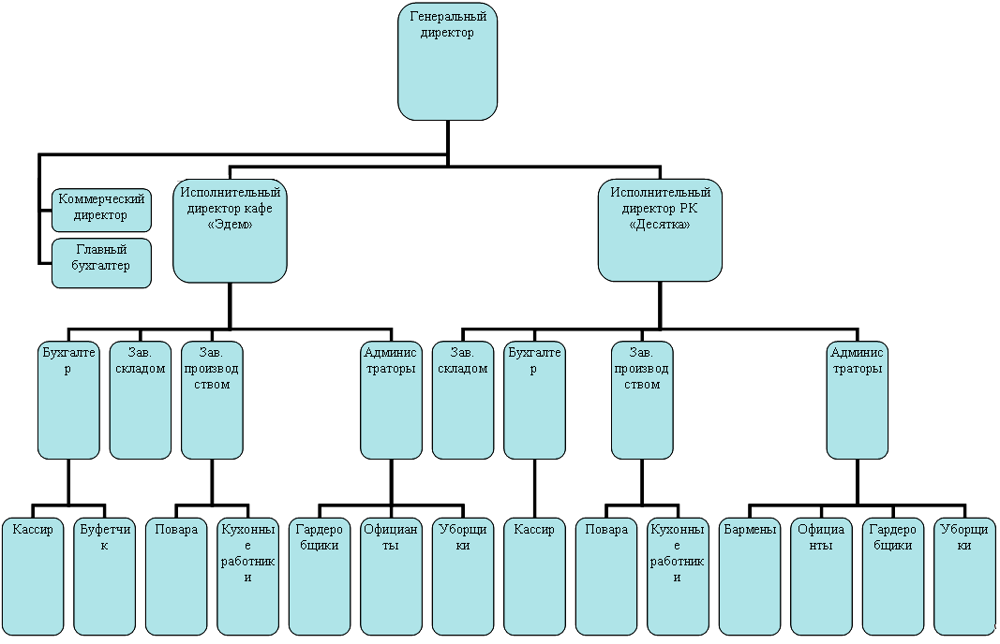 Генеральный
директор
Коммерческий
директор
Главный
бухгалтер
Исполнительный
директор кафе
«Эдем»
Исполнительный
директор РК
«Десятка»
Бухгалте
р
Зав.
складом
Зав.
производ
ством
Админис
траторы
Зав.
складом
Бухгалте
р
Зав.
производ
ством
Админис
траторы
Кассир
Буфетчи
к
Повара
Кухонны
е
работник
и
Гардеро
бщики
Официан
ты
Уборщи
ки
Кассир
Повара
Кухонны
е
работник
и
Бармены
Официан
ты
Гардеро
бщики
Уборщи
ки